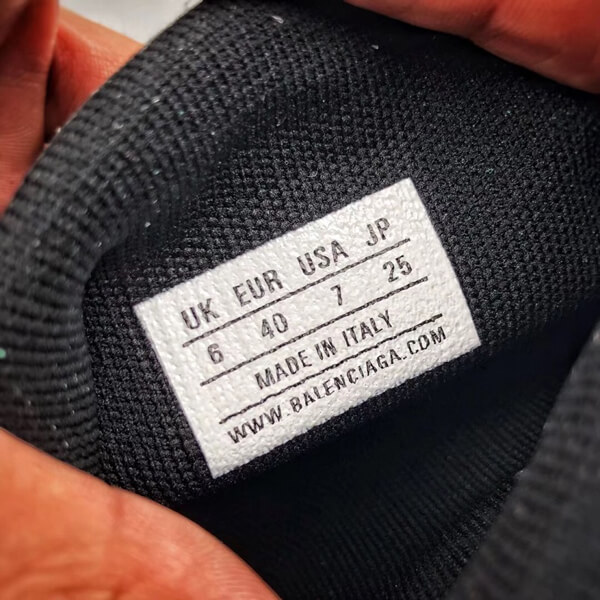 UK EUR USA JP
6 40 7 25
MADE IN ITALY
WWW.BALENCIAGA.COM